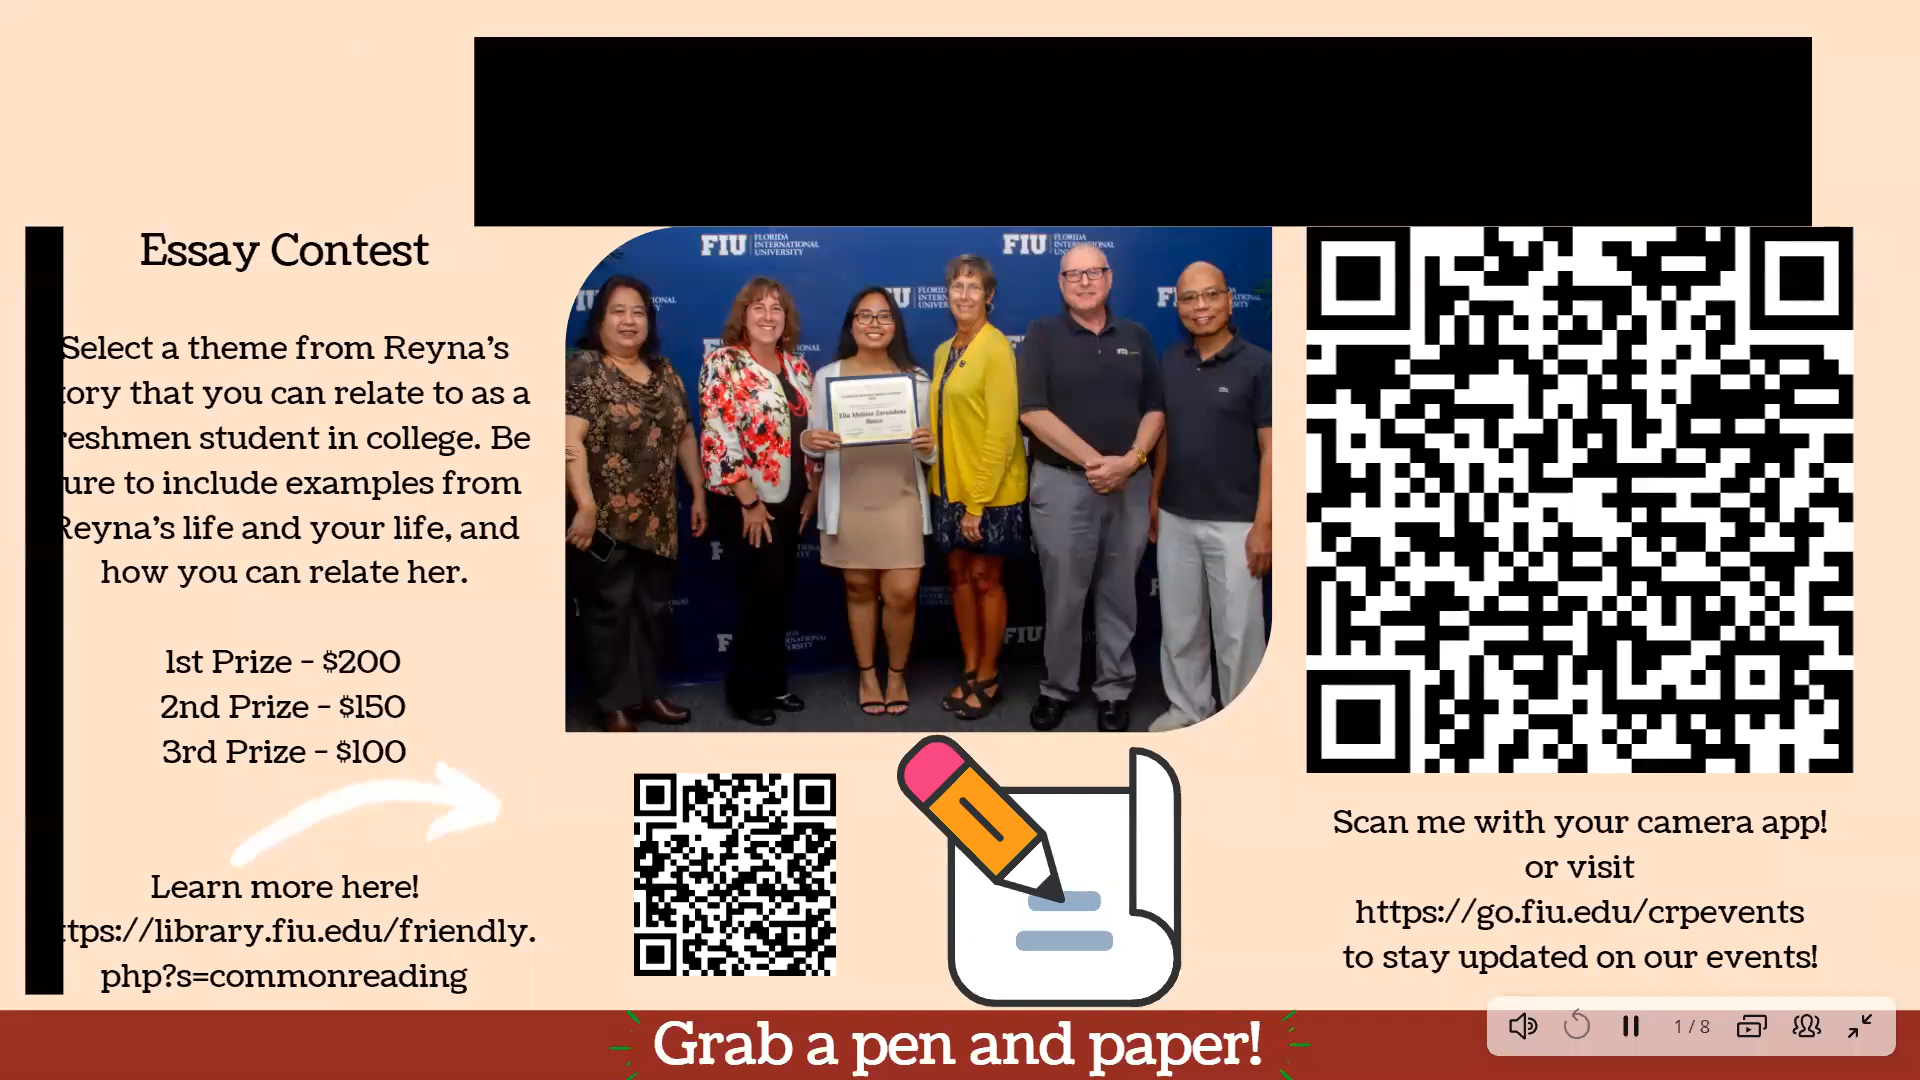 Essay Contest
Select a theme from Reyna's
tory that you can relate to as a
reshmen student in college. Be
ure to include examples from
Reyna's life and your life, and
how you can relate her.
1st Prize - $200
2nd Prize - $150
3rd Prize - $100
Learn more here!
ttps://library.fiu.edu/friendly.
php?s=commonreading
FIU FLORIDA INTERNATIONAL UNIVERSITY
FIU FLORIDA INTERNATIONAL UNIVERSITY
Scan me with your camera app!
or visit
https://go.fiu.edu/crpevents
to stay updated on our events!
Grab a pen and paper!
1 / 8